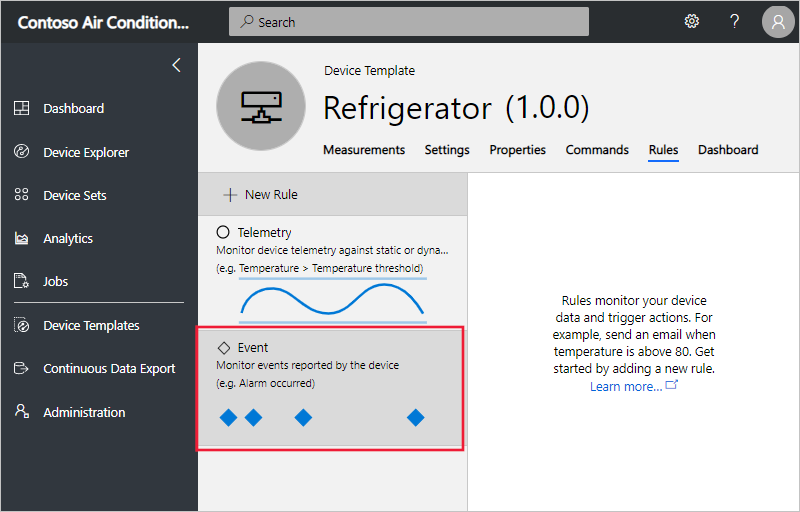 Contoso Air Condition...
Search
?
Dashboard
Device Explorer
Device Sets
Analytics
Jobs
Device Templates
Continuous Data Export
Administration
Device Template
Refrigerator (1.0.0)
Measurements Settings Properties Commands Rules Dashboard
+ New Rule
Telemetry
Monitor device telemetry against static or dyna...
(e.g. Temperature > Temperature threshold)
Event
Monitor events reported by the device
(e.g. Alarm occurred)
Rules monitor your device
data and trigger actions. For
example, send an email when
temperature is above 80. Get
started by adding a new rule.
Learn more...